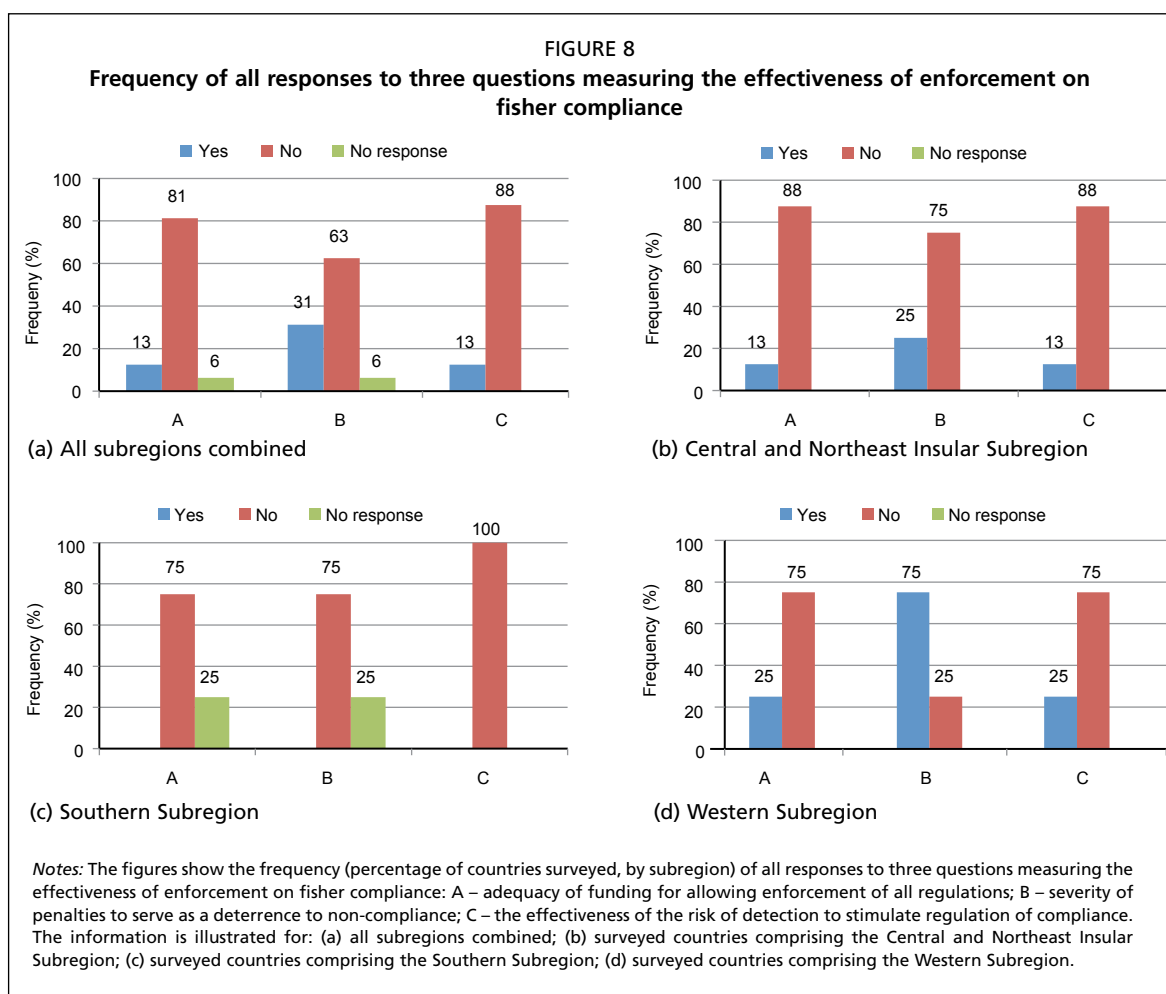 FIGURE 8
Frequency of all responses to three questions measuring the effectiveness of enforcement on
fisher compliance
Yes No No response
100
80
60
40
20
0
Frequeny (%)
13
81
6
31
63
6
13
88
A B C
(a) All subregions combined
100
80
60
40
20
0
Frequency (%)
13
88
25
75
13
88
A B C
(b) Central and Northeast Insular Subregion
Yes No No response
100
80
60
40
20
0
Frequency (%)
75
25
75
25
100
A B C
(c) Southern Subregion
Yes No No response
100
80
60
40
20
0
Frequency (%)
25
75
75
25
25
75
A B C
(d) Western Subregion
Notes: The figures show the frequency (percentage of countries surveyed, by subregion) of all responses to three questions measuring the
effectiveness of enforcement on fisher compliance: A – adequacy of funding for allowing enforcement of all regulations; B – severity of
penalties to serve as a deterrence to non-compliance; C – the effectiveness of the risk of detection to stimulate regulation of compliance.
The information is illustrated for: (a) all subregions combined; (b) surveyed countries comprising the Central and Northeast Insular
Subregion; (c) surveyed countries comprising the Southern Subregion; (d) surveyed countries comprising the Western Subregion.